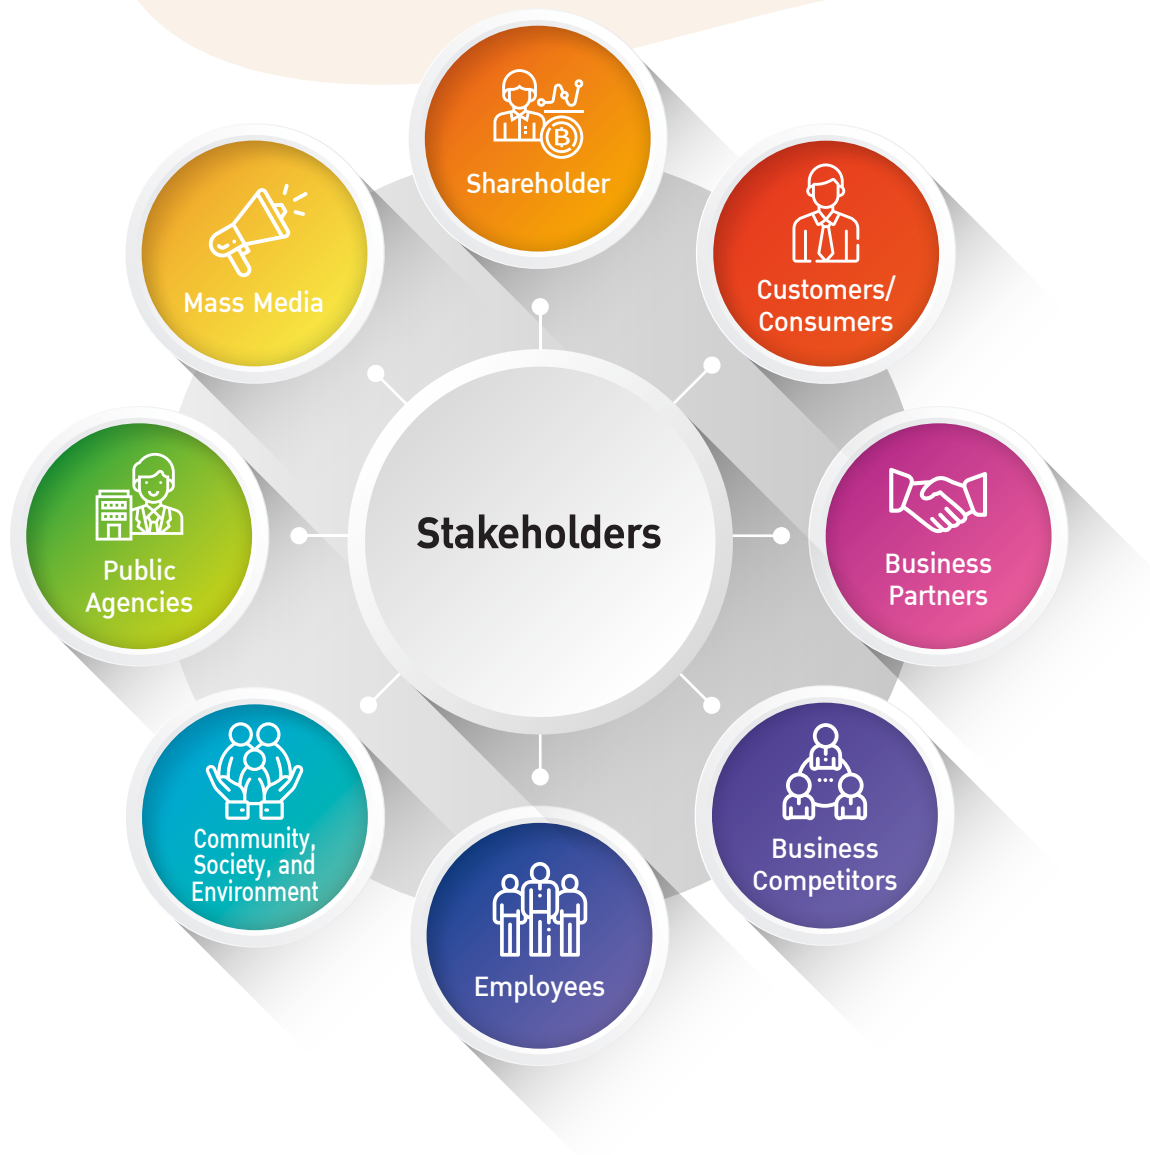 Shareholder
Customers/
Consumers
Business
Partners
Business
Competitors
Employees
Community,
Society, and
Environment
Public
Agencies
Mass Media
Stakeholders